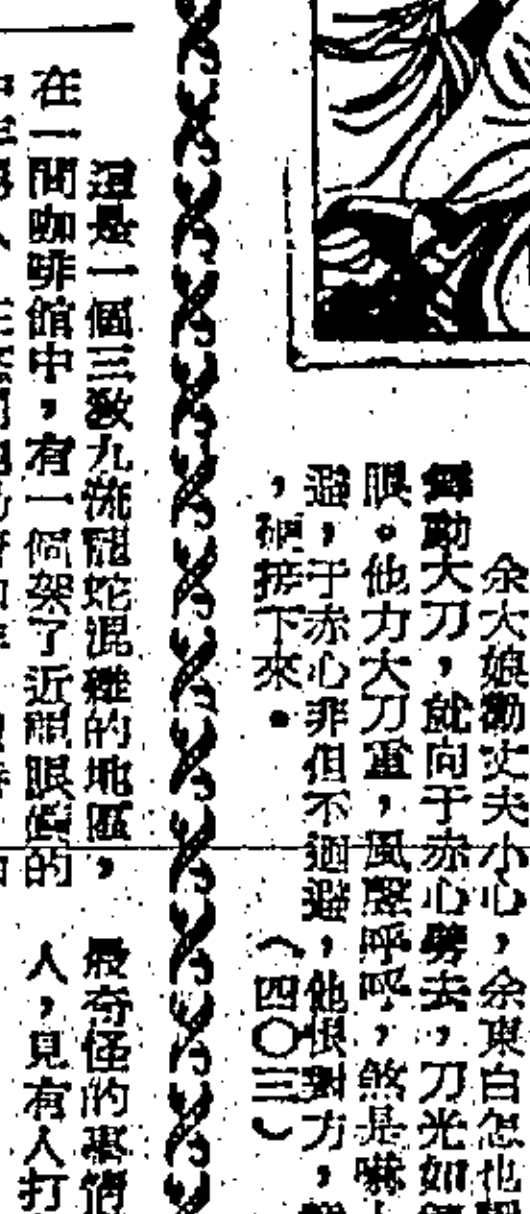 余大娘勸丈夫小心，余東白怎也
舞動大刀，就向于赤心劈去，刀光如
眼。他力大刀重，風聲呼呼，煞是嚇
避，于赤心非但不迴避，他恨對方，
，硬接下來。
（四〇三）
這是一個三教九流龍蛇混雜的地區，
在一間咖啡館中，有一個架了近視眼鏡的
最奇怪的事情
人，見有人打